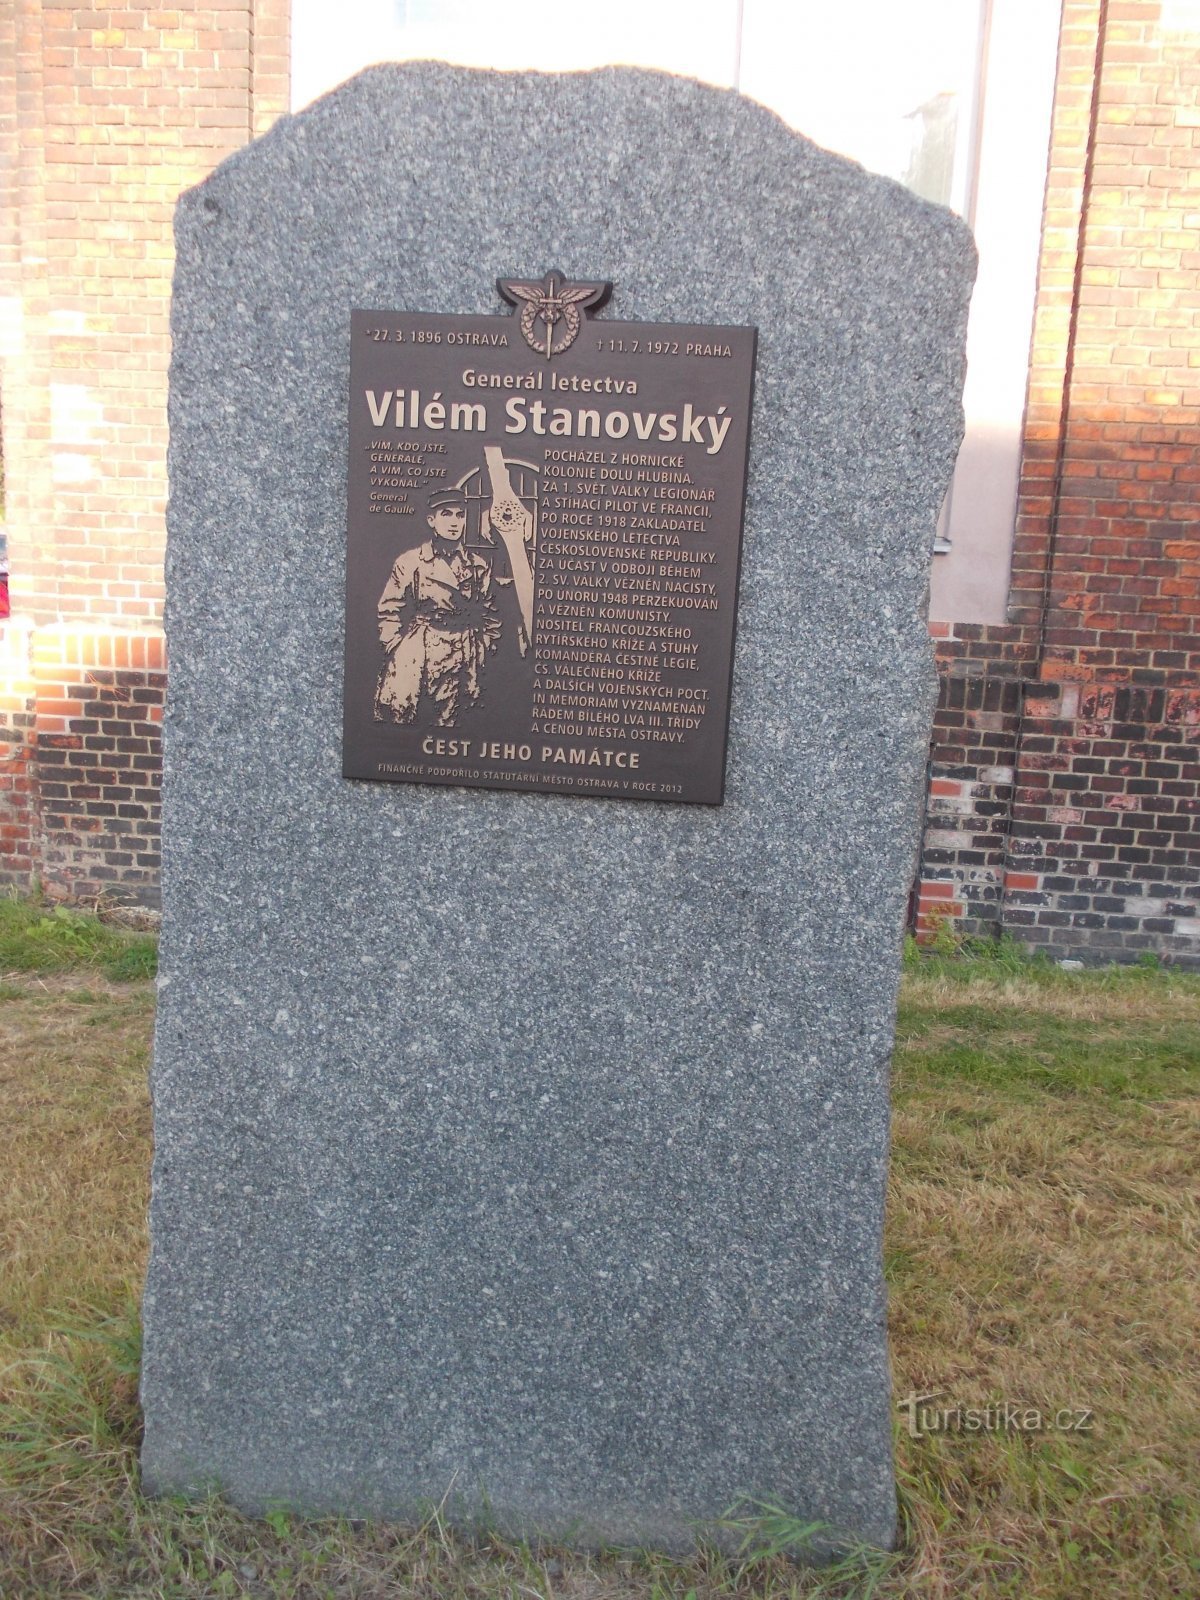 *27. 3. 1896 OSTRAVA
† 11. 7. 1972 PRAHA
Generál letectva
Vilém Stanovský
„VÍM, KDO JSTE,
GENERÁLE,
A VÍM, CO JSTE
VYKONAL.“
General
de Gaulle
POCHÁZEL Z HORNICKÉ
KOLONIE DOLU HLUBINA.
ZA 1. SVĚT. VÁLKY LEGIONÁŘ
A STÍHACÍ PILOT VE FRANCII,
PO ROCE 1918 ZAKLADATEL
VOJENSKÉHO LETECTVA
ČESKOSLOVENSKÉ REPUBLIKY.
ZA ÚČAST V ODBOJI BĚHEM
2. SV. VÁLKY VĚZNĚN NACISTY,
PO ÚNORU 1948 PERZEKUOVÁN
A VĚZNĚN KOMUNISTY.
NOSITEL FRANCOUZSKÉHO
RYTÍŘSKÉHO KŘÍŽE A STUHY
KOMANDÉRA ČESTNÉ LEGIE,
ČS. VÁLEČNÉHO KŘÍŽE
A DALŠÍCH VOJENSKÝCH POCT.
IN MEMORIAM VYZNAMENÁN
ŘÁDEM BÍLÉHO LVA III. TŘÍDY
A CENOU MĚSTA OSTRAVY.
ČEST JEHO PAMÁTCE
FINANČNĚ PODPOŘILO STATUTÁRNÍ MĚSTO OSTRAVA V ROCE 2012
Turistika.cz